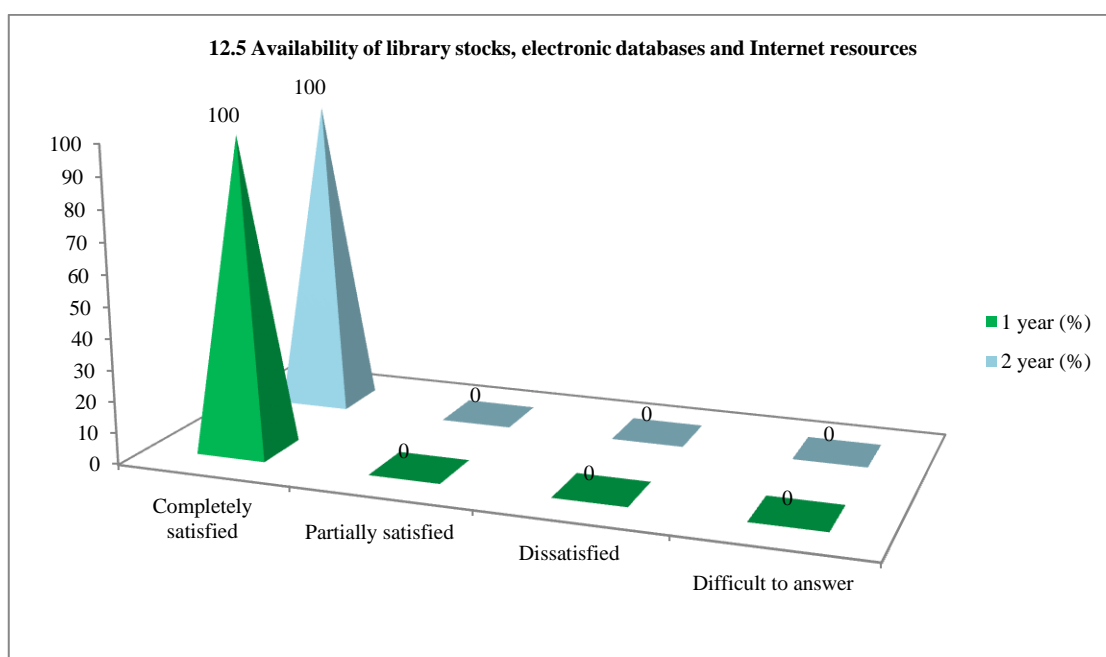 12.5 Availability of library stocks, electronic databases and Internet resources
100
100
100
90
80
70
60
50
40
30
20
10
0
0
0
0
0
0
0
Completely
satisfied
Partially satisfied
Dissatisfied
Difficult to answer
1 year (%)
2 year (%)